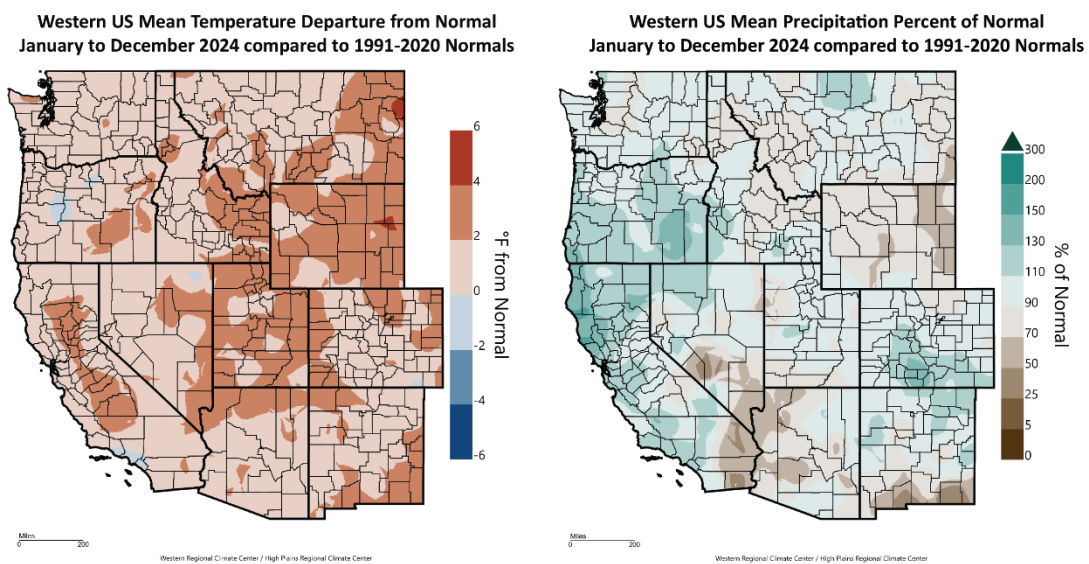 Western US Mean Temperature Departure from Normal
January to December 2024 compared to 1991-2020 Normals
6
4
2
0
-2
-4
-6
°F from Normal
Miles
0 200
Western Regional Climate Center / High Plains Regional Climate Center
Western US Mean Precipitation Percent of Normal
January to December 2024 compared to 1991-2020 Normals
300
200
150
130
110
90
70
50
25
5
0
% of Normal
Miles
0 200
Western Regional Climate Center / High Plains Regional Climate Center